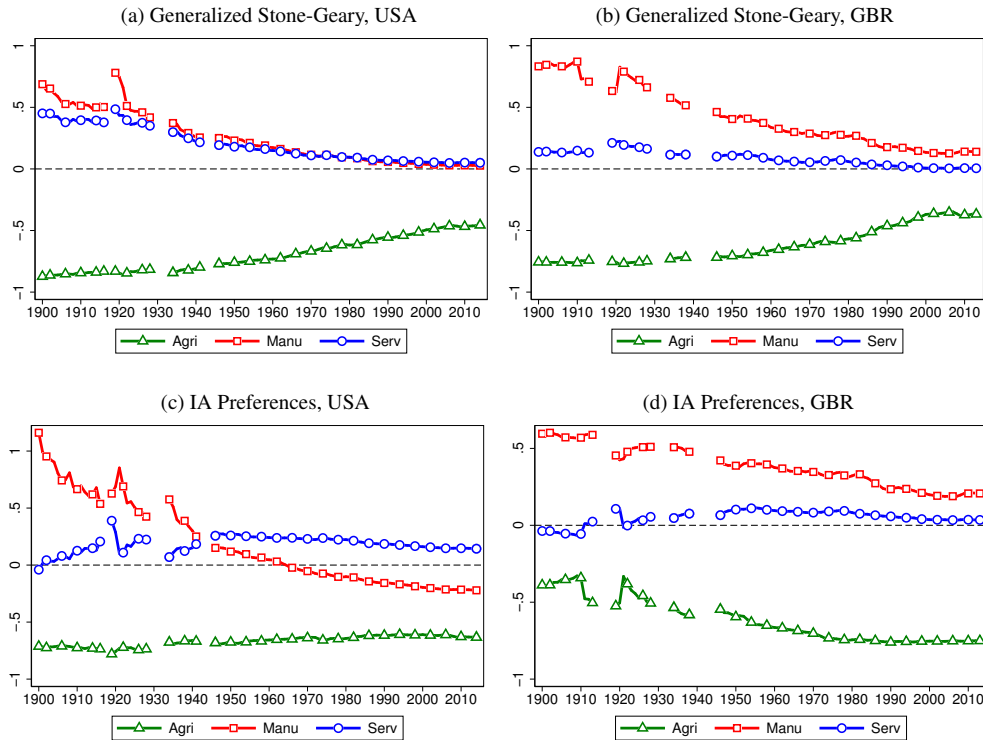 (a) Generalized Stone-Geary, USA
1
.5
0
-.5
-1
1900 1910 1920 1930 1940 1950 1960 1970 1980 1990 2000 2010
Agri Manu Serv
(b) Generalized Stone-Geary, GBR
1
.5
0
-.5
-1
1900 1910 1920 1930 1940 1950 1960 1970 1980 1990 2000 2010
Agri Manu Serv
(c) IA Preferences, USA
1
.5
0
-.5
-1
1900 1910 1920 1930 1940 1950 1960 1970 1980 1990 2000 2010
Agri Manu Serv
(d) IA Preferences, GBR
.5
0
-.5
-1
1900 1910 1920 1930 1940 1950 1960 1970 1980 1990 2000 2010
Agri Manu Serv